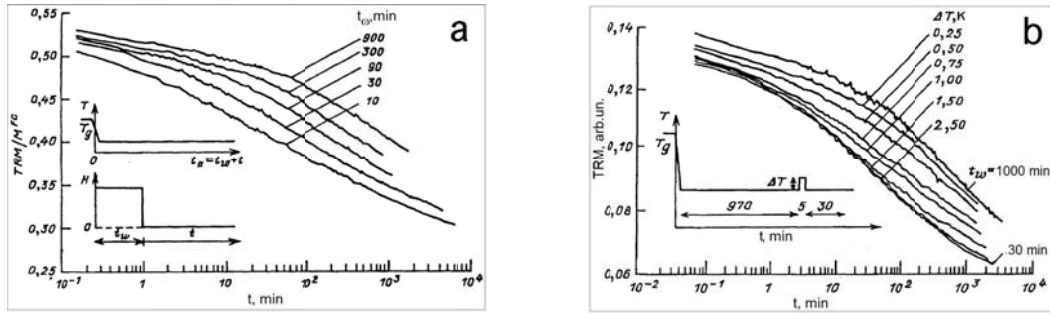 a
t_ω,min
900
300
90
30
10
0,55
0,50
0,45
0,40
0,35
0,30
0,25
TRM/M^FC
T
T_g
0
t_a=t_w+t
H
0
t_w
t
10^-1
1
10
10^2
10^3
10^4
t, min
b
ΔT, K
0,25
0,50
0,75
1,00
1,50
2,50
0,14
0,12
0,10
0,08
0,06
TRM, arb.un.
T
T_g
ΔT
970
5
30
t, min
t_w=1000 min
30 min
10^-2
10^-1
1
10
10^2
10^3
10^4
t, min